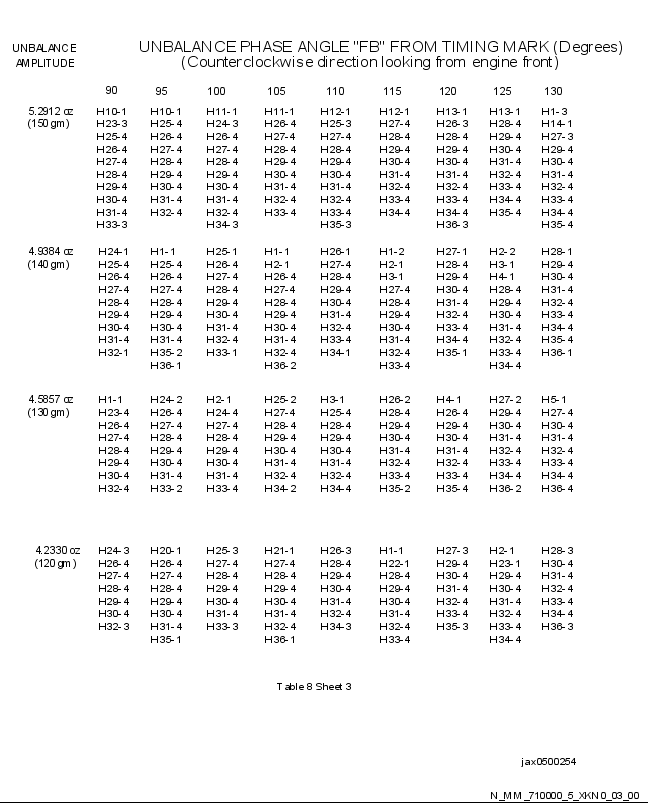 UNBALANCE PHASE ANGLE "FB" FROM TIMING MARK (Degrees)
(Counterclockwise direction looking from engine front)
UNBALANCE
AMPLITUDE
90 95 100 105 110 115 120 125 130
5.2912 oz H10-1 H10-1 H11-1 H11-1 H12-1 H12-1 H13-1 H13-1 H1-3
(150 gm) H23-3 H25-4 H24-3 H26-4 H25-3 H27-4 H26-3 H28-4 H14-1
H25-4 H26-4 H26-4 H27-4 H27-4 H28-4 H28-4 H29-4 H27-3
H26-4 H27-4 H27-4 H28-4 H28-4 H29-4 H29-4 H30-4 H29-4
H27-4 H28-4 H28-4 H29-4 H29-4 H30-4 H30-4 H31-4 H30-4
H28-4 H29-4 H29-4 H30-4 H30-4 H31-4 H31-4 H32-4 H31-4
H29-4 H30-4 H30-4 H31-4 H31-4 H32-4 H32-4 H33-4 H32-4
H30-4 H31-4 H31-4 H32-4 H32-4 H33-4 H33-4 H34-4 H33-4
H31-4 H32-4 H32-4 H33-4 H33-4 H34-4 H34-4 H35-4 H34-4
H33-3 H34-3 H35-3 H36-3 H35-4
4.9384 oz H24-1 H1-1 H25-1 H1-1 H26-1 H1-2 H27-1 H2-2 H28-1
(140 gm) H25-4 H25-4 H26-4 H2-1 H27-4 H2-1 H28-4 H3-1 H29-4
H26-4 H26-4 H27-4 H26-4 H28-4 H3-1 H29-4 H4-1 H30-4
H27-4 H27-4 H28-4 H27-4 H29-4 H27-4 H30-4 H28-4 H31-4
H28-4 H28-4 H29-4 H28-4 H30-4 H28-4 H31-4 H29-4 H32-4
H29-4 H29-4 H30-4 H29-4 H31-4 H29-4 H32-4 H30-4 H33-4
H30-4 H30-4 H31-4 H30-4 H32-4 H30-4 H33-4 H31-4 H34-4
H31-4 H31-4 H32-4 H31-4 H33-4 H31-4 H34-4 H32-4 H35-4
H32-1 H35-2 H33-1 H32-4 H34-1 H32-4 H35-1 H33-4 H36-1
H36-1 H36-2 H33-4 H34-4
4.5857 oz H1-1 H24-2 H2-1 H25-2 H3-1 H26-2 H4-1 H27-2 H5-1
(130 gm) H23-4 H26-4 H24-4 H27-4 H25-4 H28-4 H26-4 H29-4 H27-4
H26-4 H27-4 H27-4 H28-4 H28-4 H29-4 H29-4 H30-4 H30-4
H27-4 H28-4 H28-4 H29-4 H29-4 H30-4 H30-4 H31-4 H31-4
H28-4 H29-4 H29-4 H30-4 H30-4 H31-4 H31-4 H32-4 H32-4
H29-4 H30-4 H30-4 H31-4 H31-4 H32-4 H32-4 H33-4 H33-4
H30-4 H31-4 H31-4 H32-4 H32-4 H33-4 H33-4 H34-4 H34-4
H32-4 H33-2 H33-4 H34-2 H34-4 H35-2 H35-4 H36-2 H36-4
4.2330 oz H24-3 H20-1 H25-3 H21-1 H26-3 H1-1 H27-3 H2-1 H28-3
(120 gm) H26-4 H26-4 H27-4 H27-4 H28-4 H22-1 H29-4 H23-1 H30-4
H27-4 H27-4 H28-4 H28-4 H29-4 H28-4 H30-4 H29-4 H31-4
H28-4 H28-4 H29-4 H29-4 H30-4 H29-4 H31-4 H30-4 H32-4
H29-4 H29-4 H30-4 H30-4 H31-4 H30-4 H32-4 H31-4 H33-4
H30-4 H30-4 H31-4 H31-4 H32-4 H31-4 H33-4 H32-4 H34-4
H32-3 H31-4 H33-3 H32-4 H34-3 H32-4 H35-3 H33-4 H36-3
H35-1 H36-1 H33-4 H34-4
Table 8 Sheet 3
jax0500254
N_MM_710000_5_XKN0_03_00